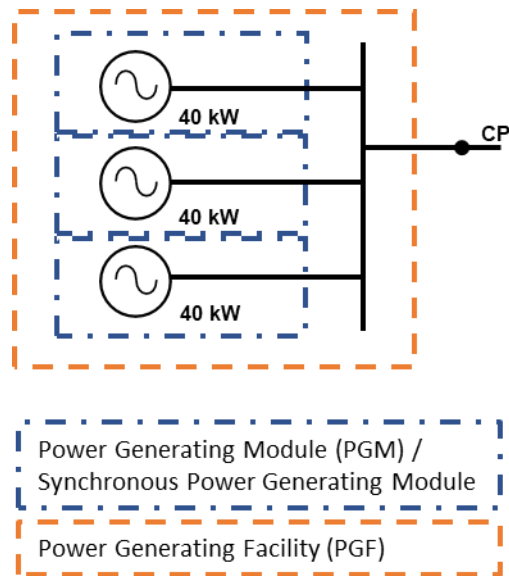 40 kW
CP
40 kW
40 kW
Power Generating Module (PGM) /
Synchronous Power Generating Module
Power Generating Facility (PGF)